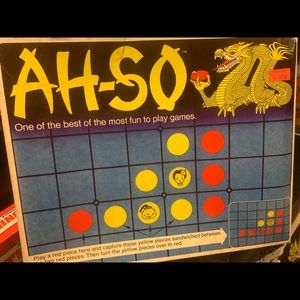 AH-SO™
One of the best of the most fun to play games.
Play a red piece here and capture these yellow pieces sandwiched between
two red pieces. Then turn the yellow pieces over to red.